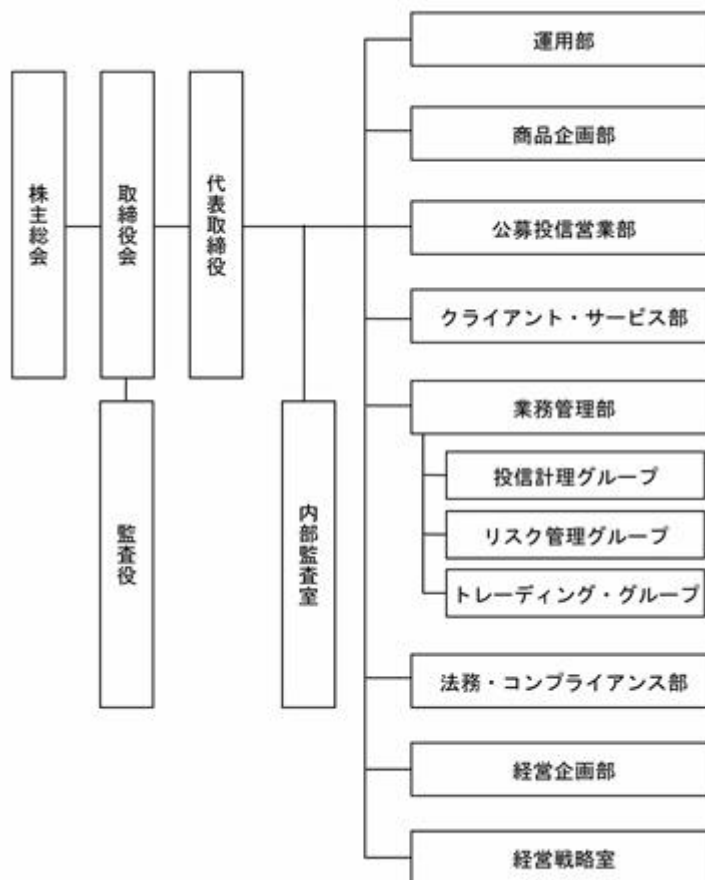 株主総会
取締役会
代表取締役
監査役
内部監査室
運用部
商品企画部
公募投信営業部
クライアント・サービス部
業務管理部
投信計理グループ
リスク管理グループ
トレーディング・グループ
法務・コンプライアンス部
経営企画部
経営戦略室